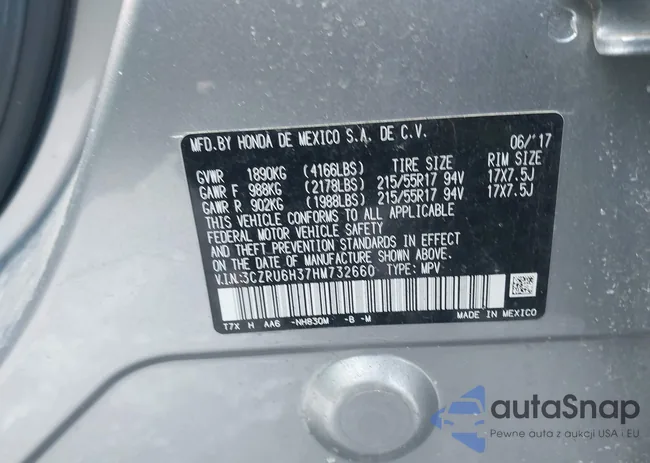 MFD.BY HONDA DE MEXICO S.A. DE C.V. 06/'17
GVWR 1890KG (4166LBS) TIRE SIZE RIM SIZE
GAWR F 988KG (2178LBS) 215/55R17 94V 17X7.5J
GAWR R 902KG (1988LBS) 215/55R17 94V 17X7.5J
THIS VEHICLE CONFORMS TO ALL APPLICABLE
FEDERAL MOTOR VEHICLE SAFETY
AND THEFT PREVENTION STANDARDS IN EFFECT
ON THE DATE OF MANUFACTURE SHOWN ABOVE.
V.I.N:3CZRU6H37HM732660 TYPE: MPV
T7X H AA6 -NH830M -B -M MADE IN MEXICO
autaSnap
Pewne auta z aukcji USA i EU